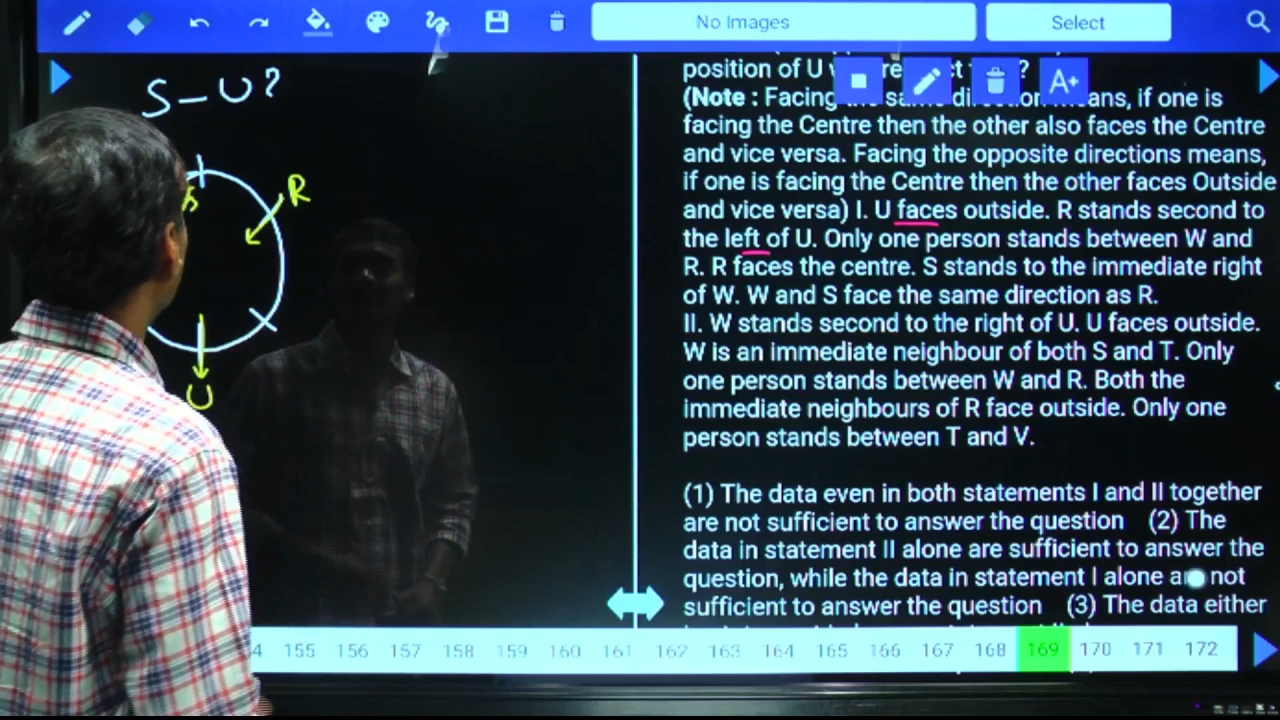 No Images
Select
S – U?
R
U
position of U
(Note : Facing same direction means, if one is
facing the Centre then the other also faces the Centre
and vice versa. Facing the opposite directions means,
if one is facing the Centre then the other faces Outside
and vice versa) I. U faces outside. R stands second to
the left of U. Only one person stands between W and
R. R faces the centre. S stands to the immediate right
of W. W and S face the same direction as R.
II. W stands second to the right of U. U faces outside.
W is an immediate neighbour of both S and T. Only
one person stands between W and R. Both the
immediate neighbours of R face outside. Only one
person stands between T and V.
(1) The data even in both statements I and II together
are not sufficient to answer the question (2) The
data in statement II alone are sufficient to answer the
question, while the data in statement I alone are not
sufficient to answer the question (3) The data either
A+
4 155 156 157 158 159 160 161 162 163 164 165 166 167 168 169 170 171 172